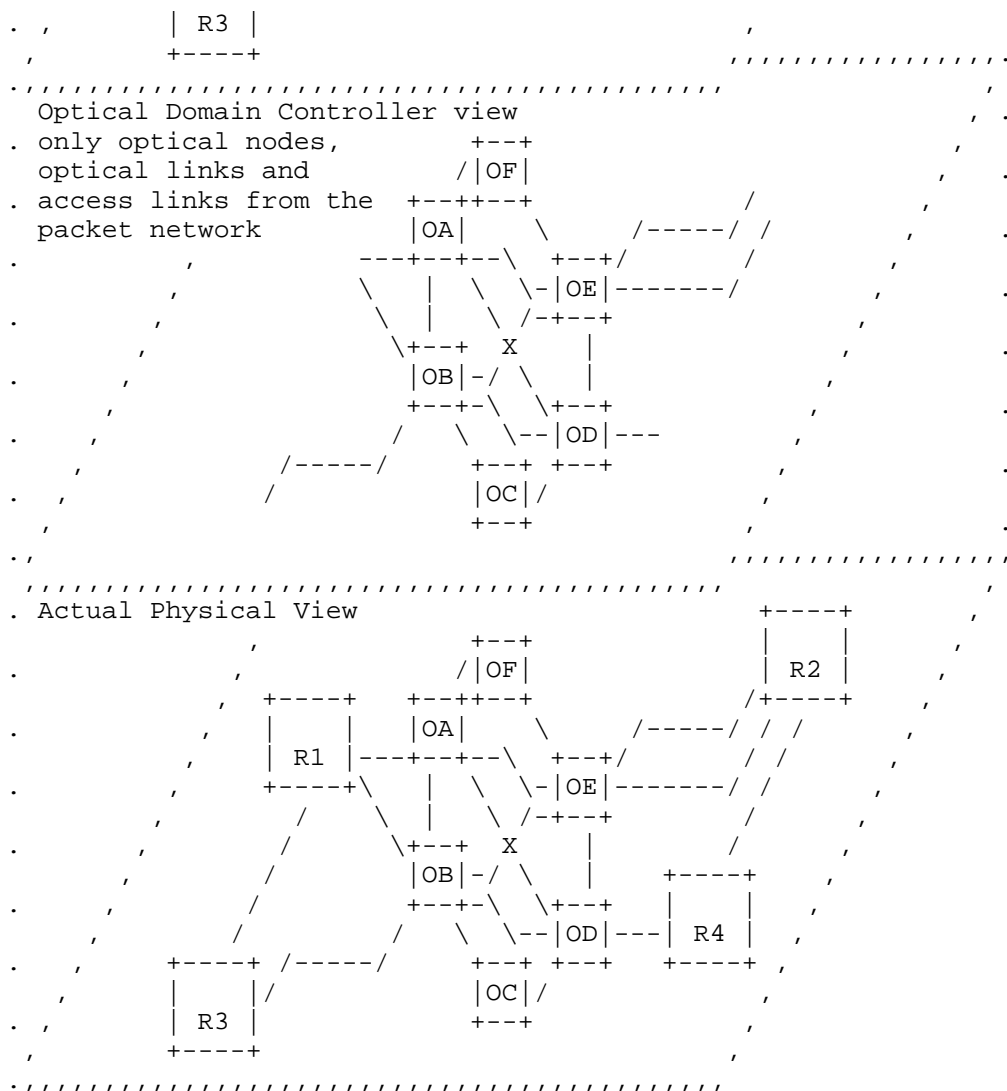 R3
Optical Domain Controller view
only optical nodes,
optical links and
OF
access links from the
packet network
OA
OE
X
OB
OD
OC
Actual Physical View
OF
R2
OA
R1
OE
X
OB
OD
R4
OC
R3